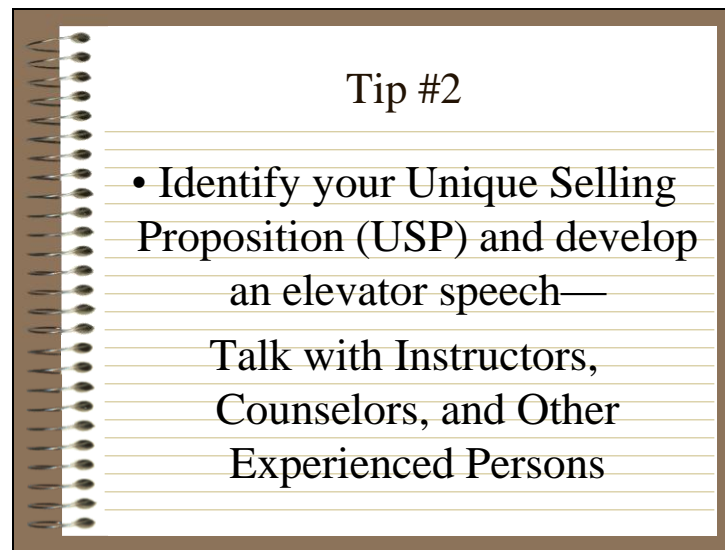 Tip #2
• Identify your Unique Selling
Proposition (USP) and develop
an elevator speech—
Talk with Instructors,
Counselors, and Other
Experienced Persons